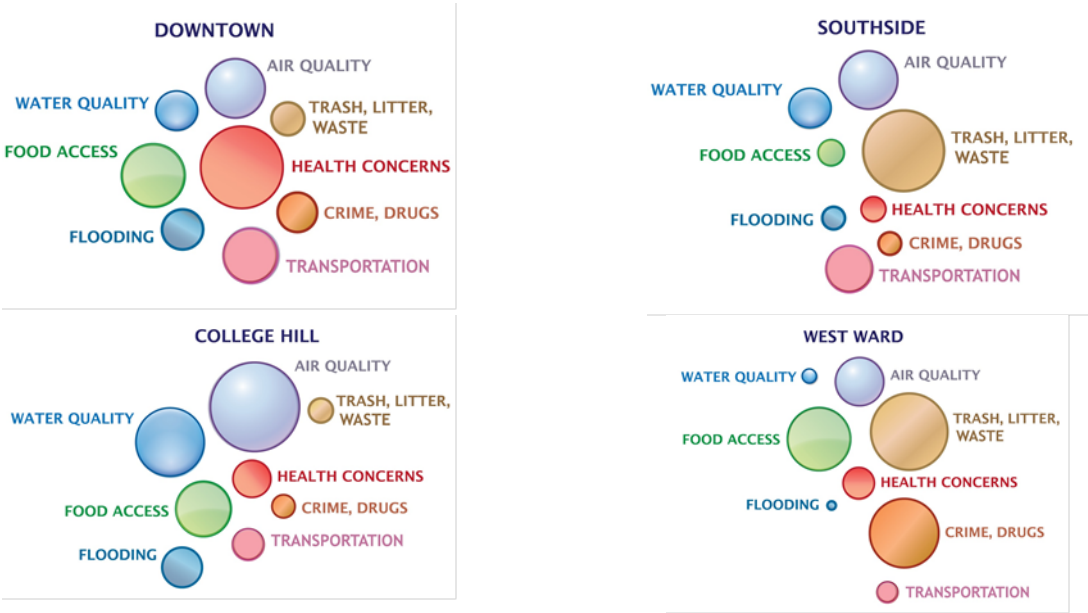 DOWNTOWN
AIR QUALITY
WATER QUALITY
TRASH, LITTER,
WASTE
FOOD ACCESS
HEALTH CONCERNS
CRIME, DRUGS
FLOODING
TRANSPORTATION
SOUTHSIDE
AIR QUALITY
WATER QUALITY
TRASH, LITTER,
WASTE
FOOD ACCESS
HEALTH CONCERNS
FLOODING
CRIME, DRUGS
TRANSPORTATION
COLLEGE HILL
AIR QUALITY
TRASH, LITTER,
WASTE
WATER QUALITY
HEALTH CONCERNS
FOOD ACCESS
CRIME, DRUGS
TRANSPORTATION
FLOODING
WEST WARD
WATER QUALITY
AIR QUALITY
TRASH, LITTER,
WASTE
FOOD ACCESS
HEALTH CONCERNS
FLOODING
CRIME, DRUGS
TRANSPORTATION